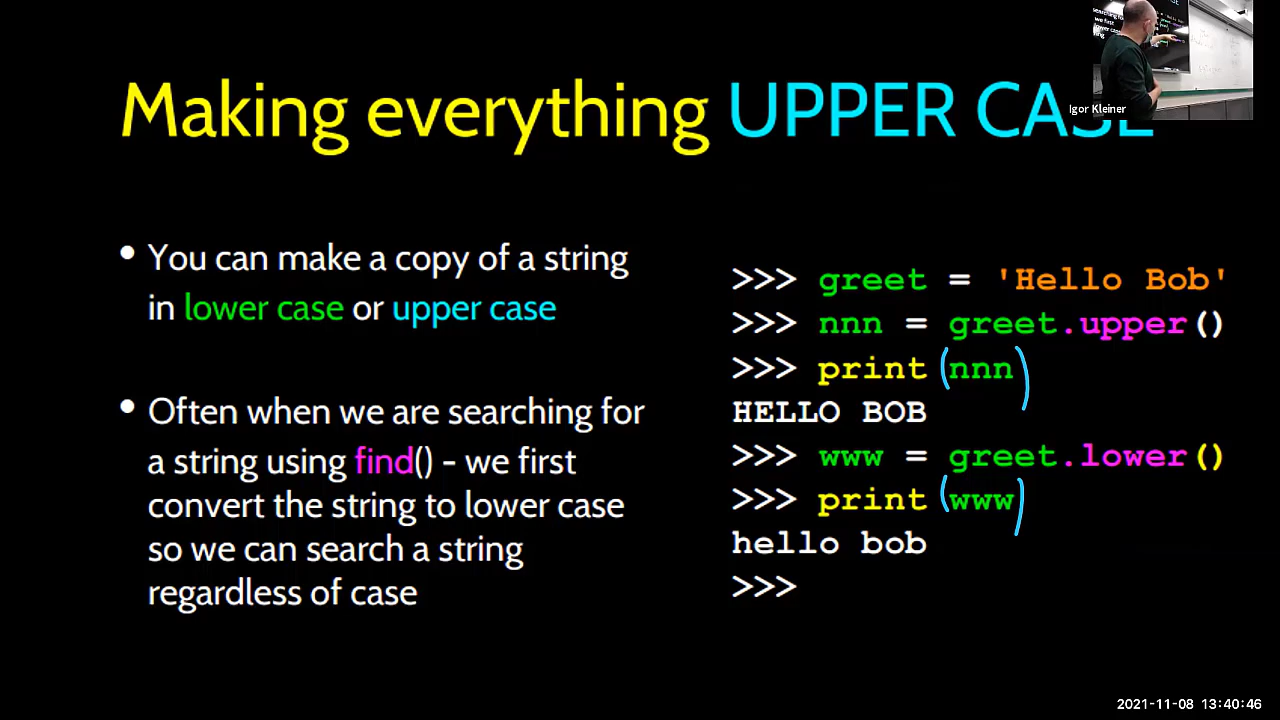 Making everything UPPER CASE
Igor Kleiner
• You can make a copy of a string
in lower case or upper case
• Often when we are searching for
a string using find() - we first
convert the string to lower case
so we can search a string
regardless of case
>>> greet = 'Hello Bob'
>>> nnn = greet.upper()
>>> print (nnn)
HELLO BOB
>>> www = greet.lower()
>>> print (www)
hello bob
>>>
2021-11-08 13:40:46